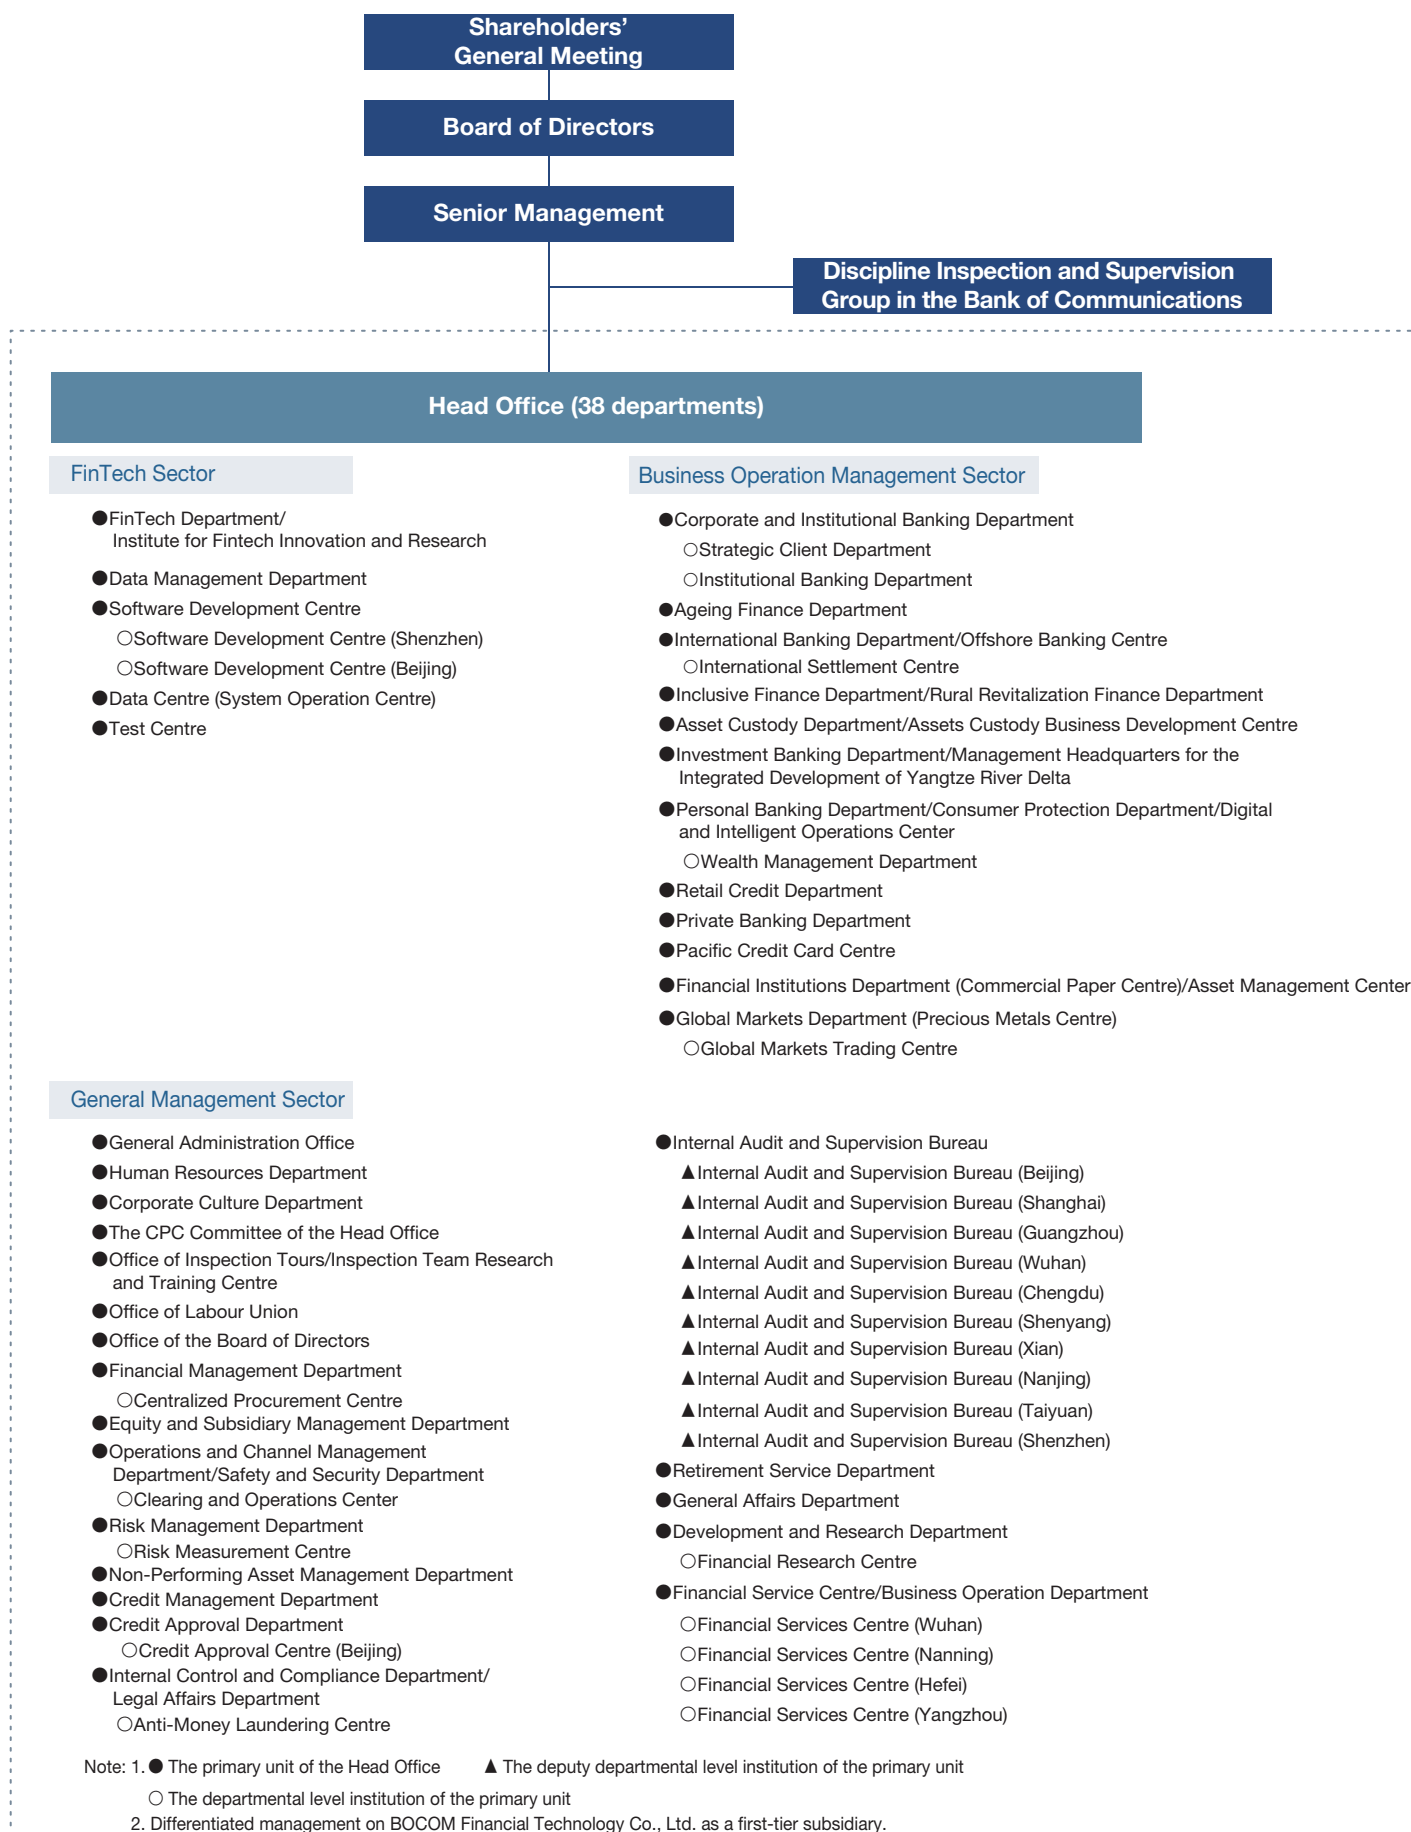 Shareholders’
General Meeting
Board of Directors
Senior Management
Discipline Inspection and Supervision
Group in the Bank of Communications
Head Office (38 departments)
FinTech Sector
●FinTech Department/
Institute for Fintech Innovation and Research
●Data Management Department
●Software Development Centre
○Software Development Centre (Shenzhen)
○Software Development Centre (Beijing)
●Data Centre (System Operation Centre)
●Test Centre
Business Operation Management Sector
●Corporate and Institutional Banking Department
○Strategic Client Department
○Institutional Banking Department
●Ageing Finance Department
●International Banking Department/Offshore Banking Centre
○International Settlement Centre
●Inclusive Finance Department/Rural Revitalization Finance Department
●Asset Custody Department/Assets Custody Business Development Centre
●Investment Banking Department/Management Headquarters for the
Integrated Development of Yangtze River Delta
●Personal Banking Department/Consumer Protection Department/Digital
and Intelligent Operations Center
○Wealth Management Department
●Retail Credit Department
●Private Banking Department
●Pacific Credit Card Centre
●Financial Institutions Department (Commercial Paper Centre)/Asset Management Center
●Global Markets Department (Precious Metals Centre)
○Global Markets Trading Centre
General Management Sector
●General Administration Office
●Human Resources Department
●Corporate Culture Department
●The CPC Committee of the Head Office
●Office of Inspection Tours/Inspection Team Research
and Training Centre
●Office of Labour Union
●Office of the Board of Directors
●Financial Management Department
○Centralized Procurement Centre
●Equity and Subsidiary Management Department
●Operations and Channel Management
Department/Safety and Security Department
○Clearing and Operations Center
●Risk Management Department
○Risk Measurement Centre
●Non-Performing Asset Management Department
●Credit Management Department
●Credit Approval Department
○Credit Approval Centre (Beijing)
●Internal Control and Compliance Department/
Legal Affairs Department
○Anti-Money Laundering Centre
●Internal Audit and Supervision Bureau
▲Internal Audit and Supervision Bureau (Beijing)
▲Internal Audit and Supervision Bureau (Shanghai)
▲Internal Audit and Supervision Bureau (Guangzhou)
▲Internal Audit and Supervision Bureau (Wuhan)
▲Internal Audit and Supervision Bureau (Chengdu)
▲Internal Audit and Supervision Bureau (Shenyang)
▲Internal Audit and Supervision Bureau (Xian)
▲Internal Audit and Supervision Bureau (Nanjing)
▲Internal Audit and Supervision Bureau (Taiyuan)
▲Internal Audit and Supervision Bureau (Shenzhen)
●Retirement Service Department
●General Affairs Department
●Development and Research Department
○Financial Research Centre
●Financial Service Centre/Business Operation Department
○Financial Services Centre (Wuhan)
○Financial Services Centre (Nanning)
○Financial Services Centre (Hefei)
○Financial Services Centre (Yangzhou)
Note: 1. ● The primary unit of the Head Office ▲ The deputy departmental level institution of the primary unit
○ The departmental level institution of the primary unit
2. Differentiated management on BOCOM Financial Technology Co., Ltd. as a first-tier subsidiary.